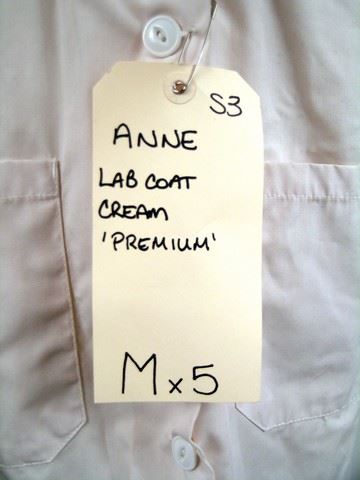 S3
ANNE
LAB COAT
CREAM
'PREMIUM'
M x 5